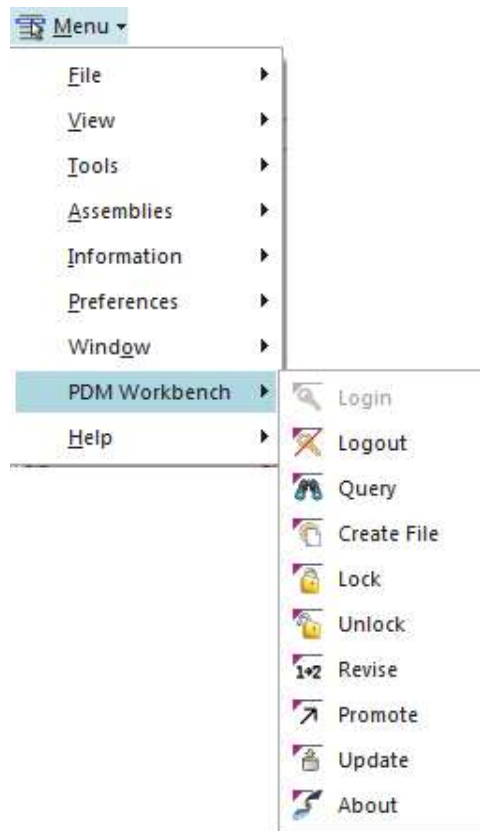 Menu
File
View
Tools
Assemblies
Information
Preferences
Window
PDM Workbench
Help
Login
Logout
Query
Create File
Lock
Unlock
1→2 Revise
Promote
Update
About